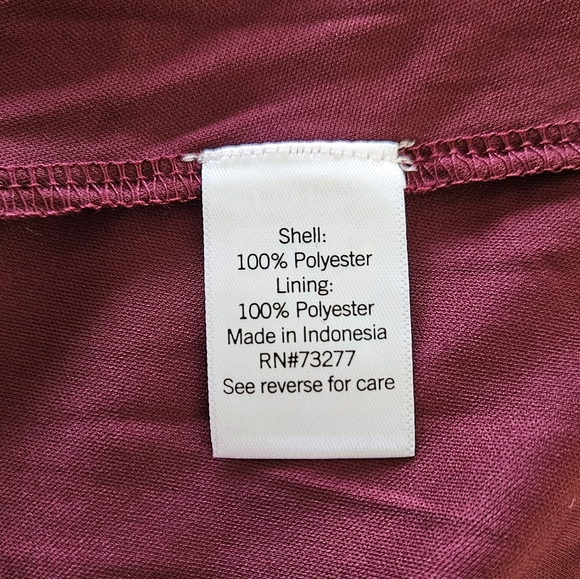 Shell:
100% Polyester
Lining:
100% Polyester
Made in Indonesia
RN#73277
See reverse for care